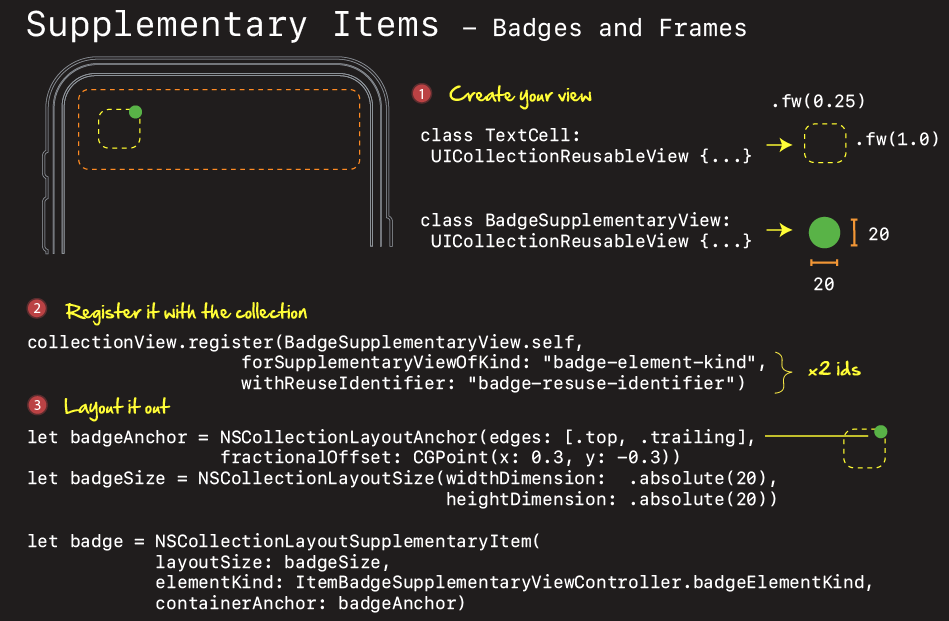 Supplementary Items – Badges and Frames
1 Create your view
.fw(0.25)
class TextCell:
UICollectionReusableView {...}
.fw(1.0)
class BadgeSupplementaryView:
UICollectionReusableView {...}
20
20
2 Register it with the collection
collectionView.register(BadgeSupplementaryView.self,
forSupplementaryViewOfKind: "badge-element-kind",
withReuseIdentifier: "badge-resuse-identifier")
x2 ids
3 Layout it out
let badgeAnchor = NSCollectionLayoutAnchor(edges: [.top, .trailing],
fractionalOffset: CGPoint(x: 0.3, y: -0.3))
let badgeSize = NSCollectionLayoutSize(widthDimension: .absolute(20),
heightDimension: .absolute(20))
let badge = NSCollectionLayoutSupplementaryItem(
layoutSize: badgeSize,
elementKind: ItemBadgeSupplementaryViewController.badgeElementKind,
containerAnchor: badgeAnchor)